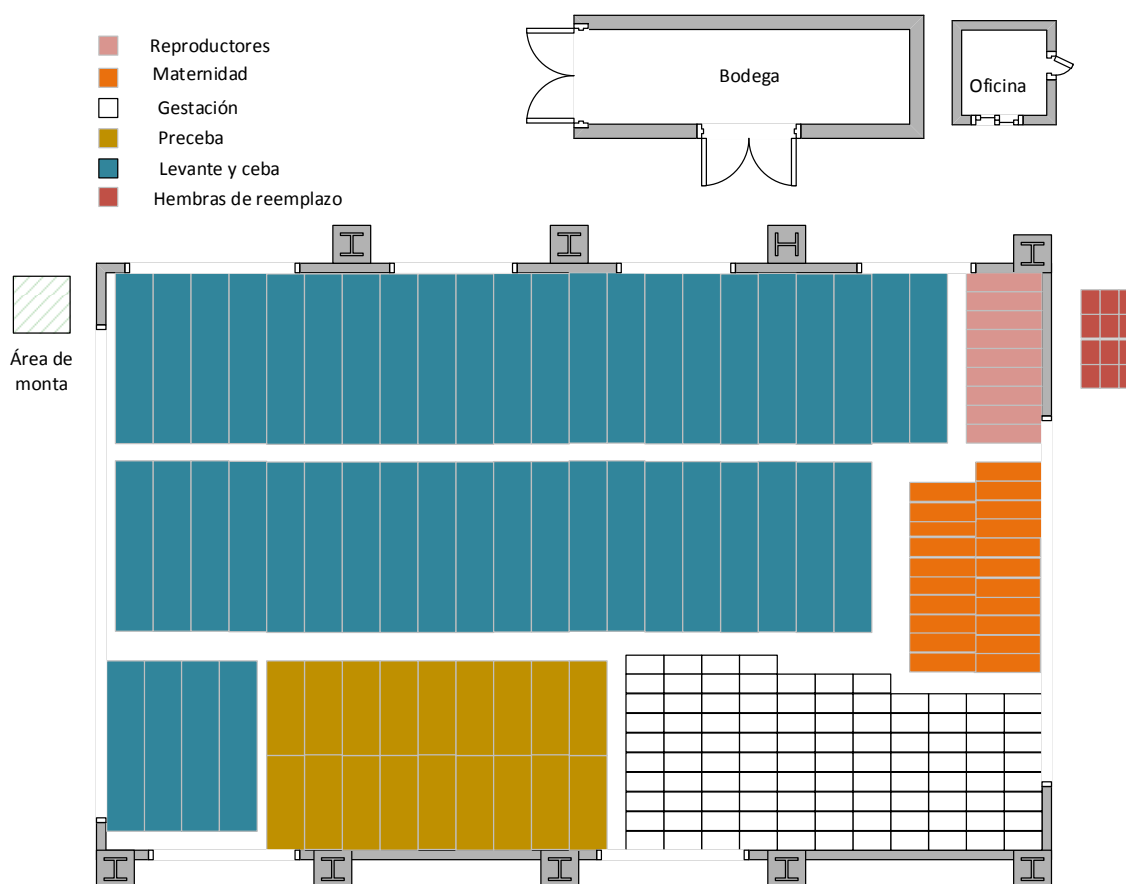 Reproductores
Maternidad
Gestación
Preceba
Levante y ceba
Hembras de reemplazo
Bodega
Oficina
Área de
monta